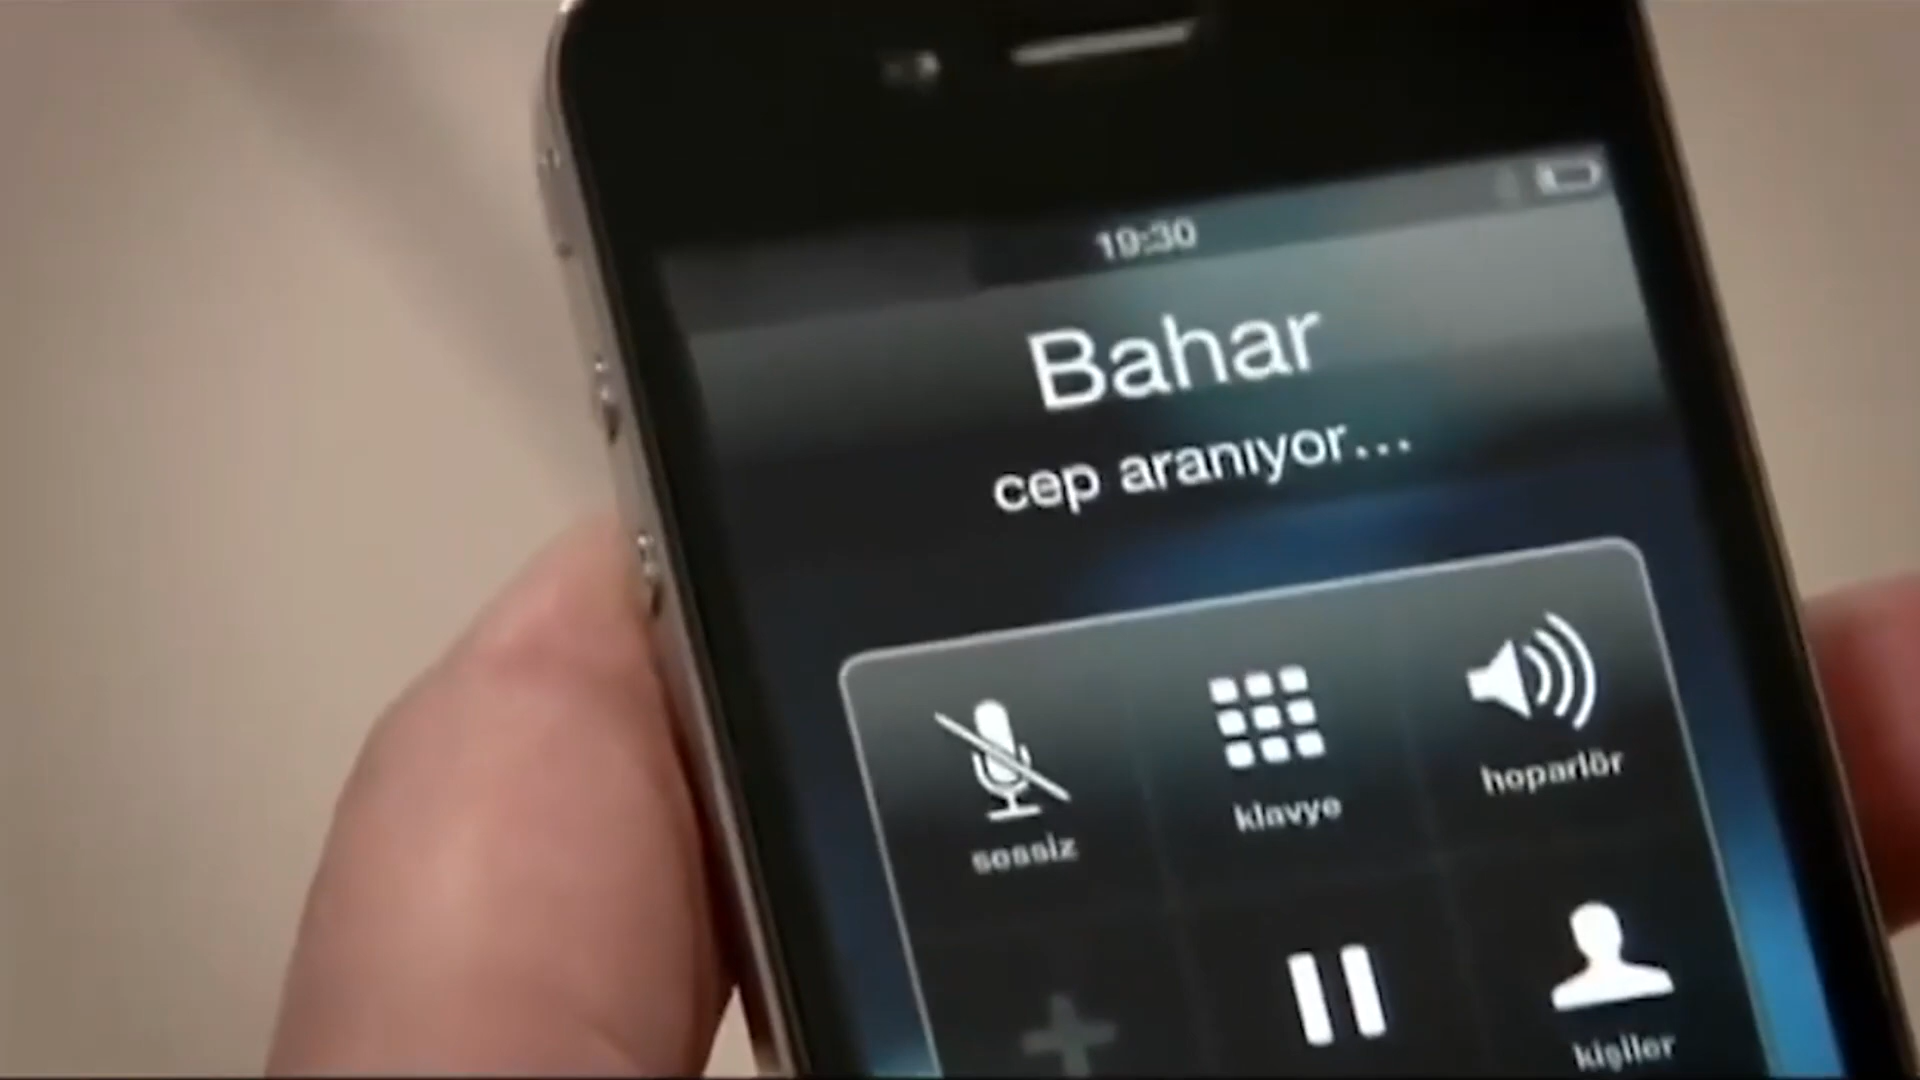 19:30
Bahar
cep aranıyor...
sessiz
klavye
hoparlör
kişiler